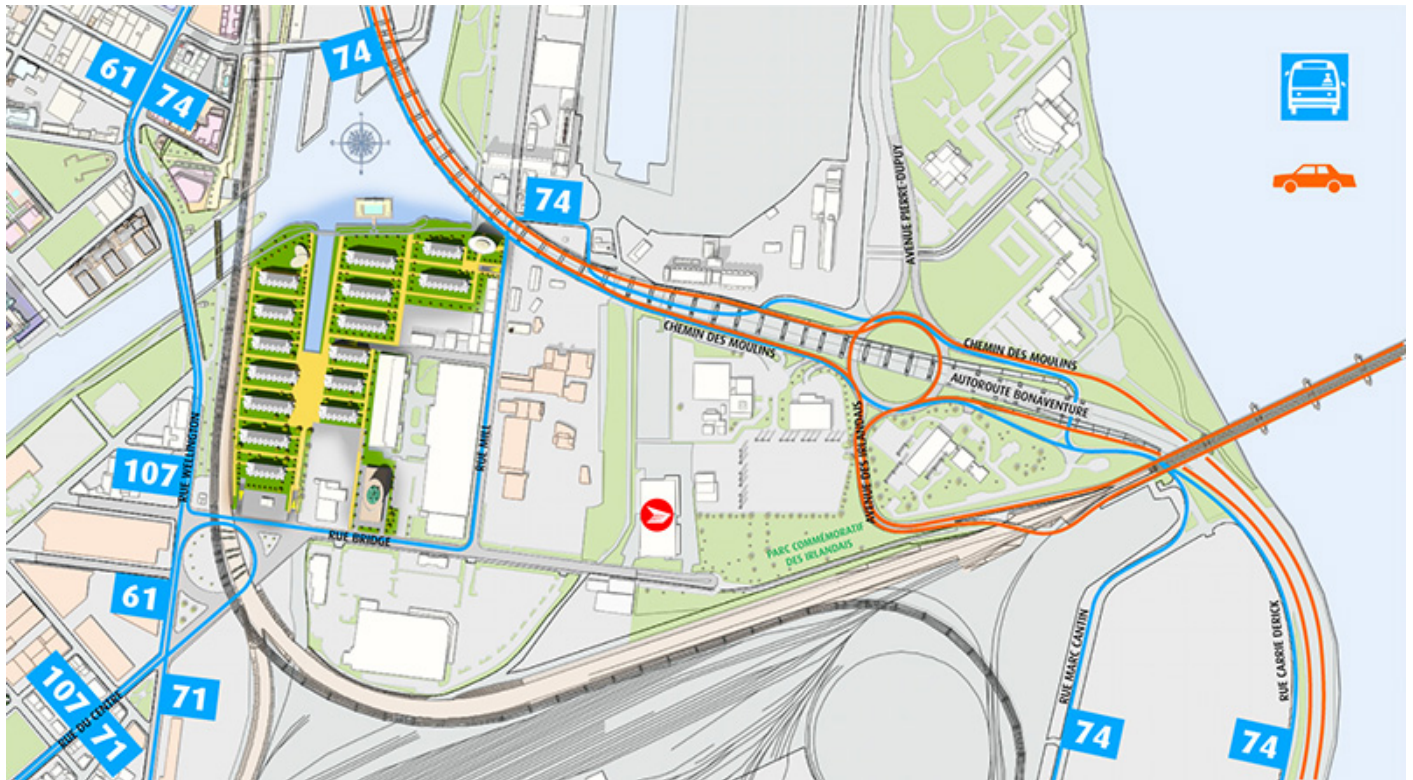 61
74
74
74
AVENUE PIERRE-DUPUY
CHEMIN DES MOULINS
CHEMIN DES MOULINS
AUTOROUTE BONAVENTURE
RUE WELLINGTON
107
RUE MILL
AVENUE DES IRLANDAIS
RUE BRIDGE
PARC COMMÉMORATIF
DES IRLANDAIS
61
107
71
RUE DU CENTRE
71
RUE MARC CANTIN
RUE CARRIE DERICK
74
74